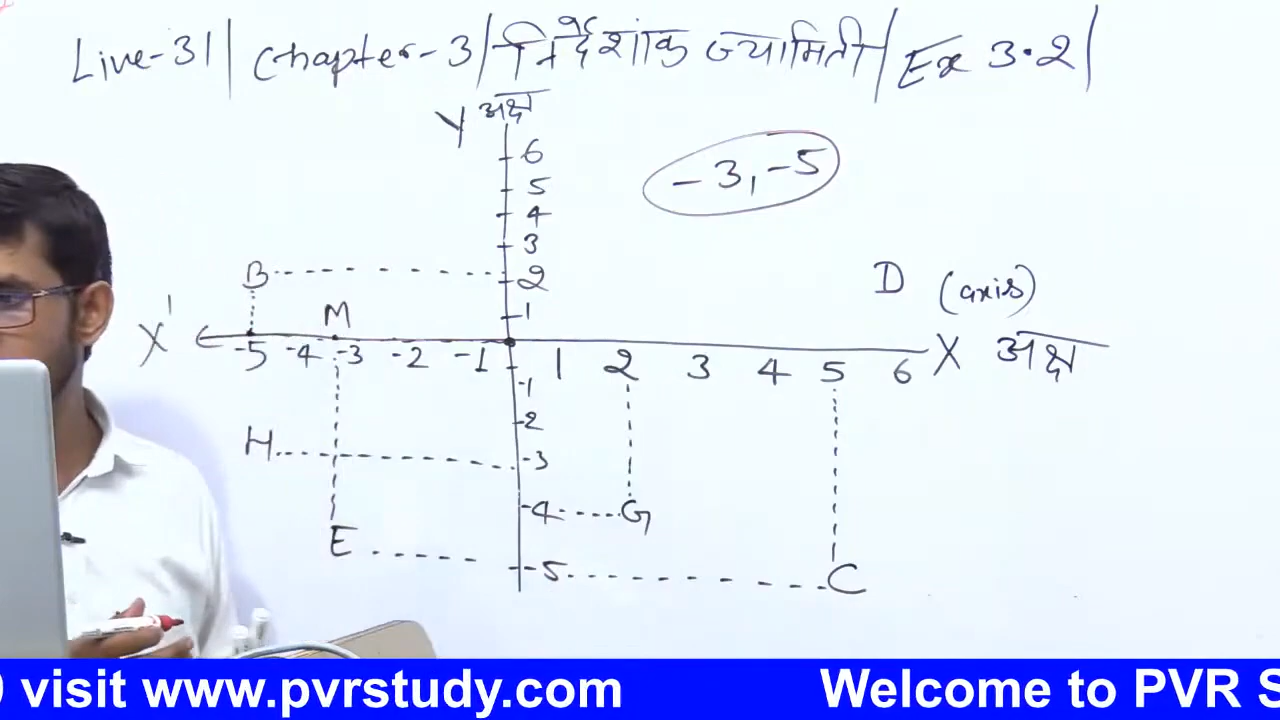 Live-31| Chapter-3| निर्देशांक ज्यामिती| Ex 3.2|
Y अक्ष
6
-3, -5
5
4
3
B 2
D (axis)
M 1
X' -5 -4 -3 -2 -1 1 2 3 4 5 6 X अक्ष
-1
-2
H -3
-4 G
E
-5 C
) visit www.pvrstudy.com Welcome to PVR S